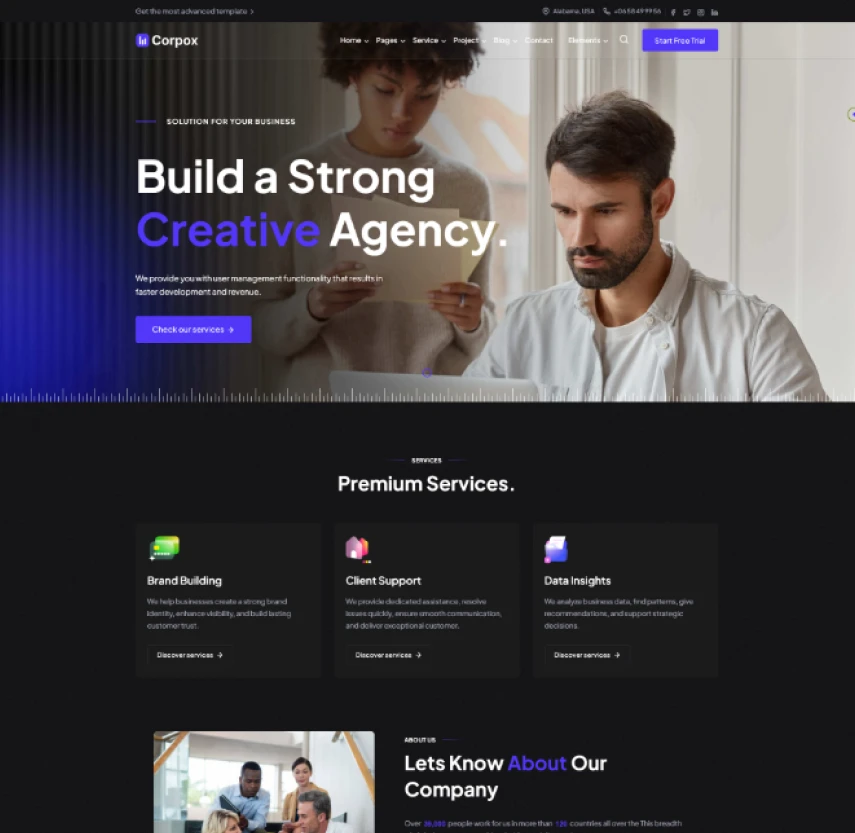 Get the most advanced template
Alabama, USA
+06 58 49 99 56
Corpox
Home
Pages
Service
Project
Blog
Contact
Elements
Start Free Trial
SOLUTION FOR YOUR BUSINESS
Build a Strong
Creative Agency.
We provide you with user management functionality that results in
faster development and revenue.
Check our services
SERVICES
Premium Services.
Brand Building
We help businesses create a strong brand
identity, enhance visibility, and build lasting
customer trust.
Discover services
Client Support
We provide dedicated assistance, resolve
issues quickly, ensure smooth communication,
and deliver exceptional customer.
Discover services
Data Insights
We analyze business data, find patterns, give
recommendations, and support strategic
decisions.
Discover services
ABOUT US
Lets Know About Our
Company
Over people work for us in more than 120 countries all over the This breadth